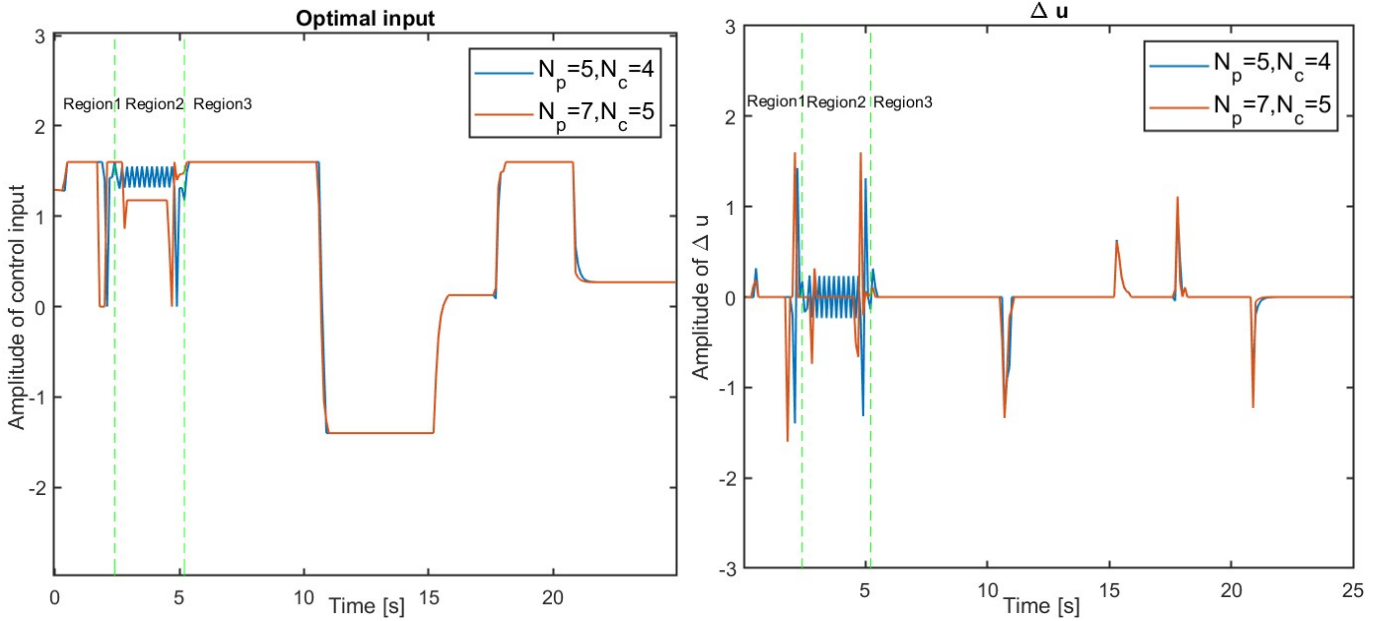 Optimal input
3
2
1
0
-1
-2
Amplitude of control input
Region1 Region2 Region3
N_p=5,N_c=4
N_p=7,N_c=5
0 5 10 15 20
Time [s]
Δ u
3
2
1
0
-1
-2
-3
Amplitude of Δ u
Region1 Region2 Region3
N_p=5,N_c=4
N_p=7,N_c=5
5 10 15 20 25
Time [s]